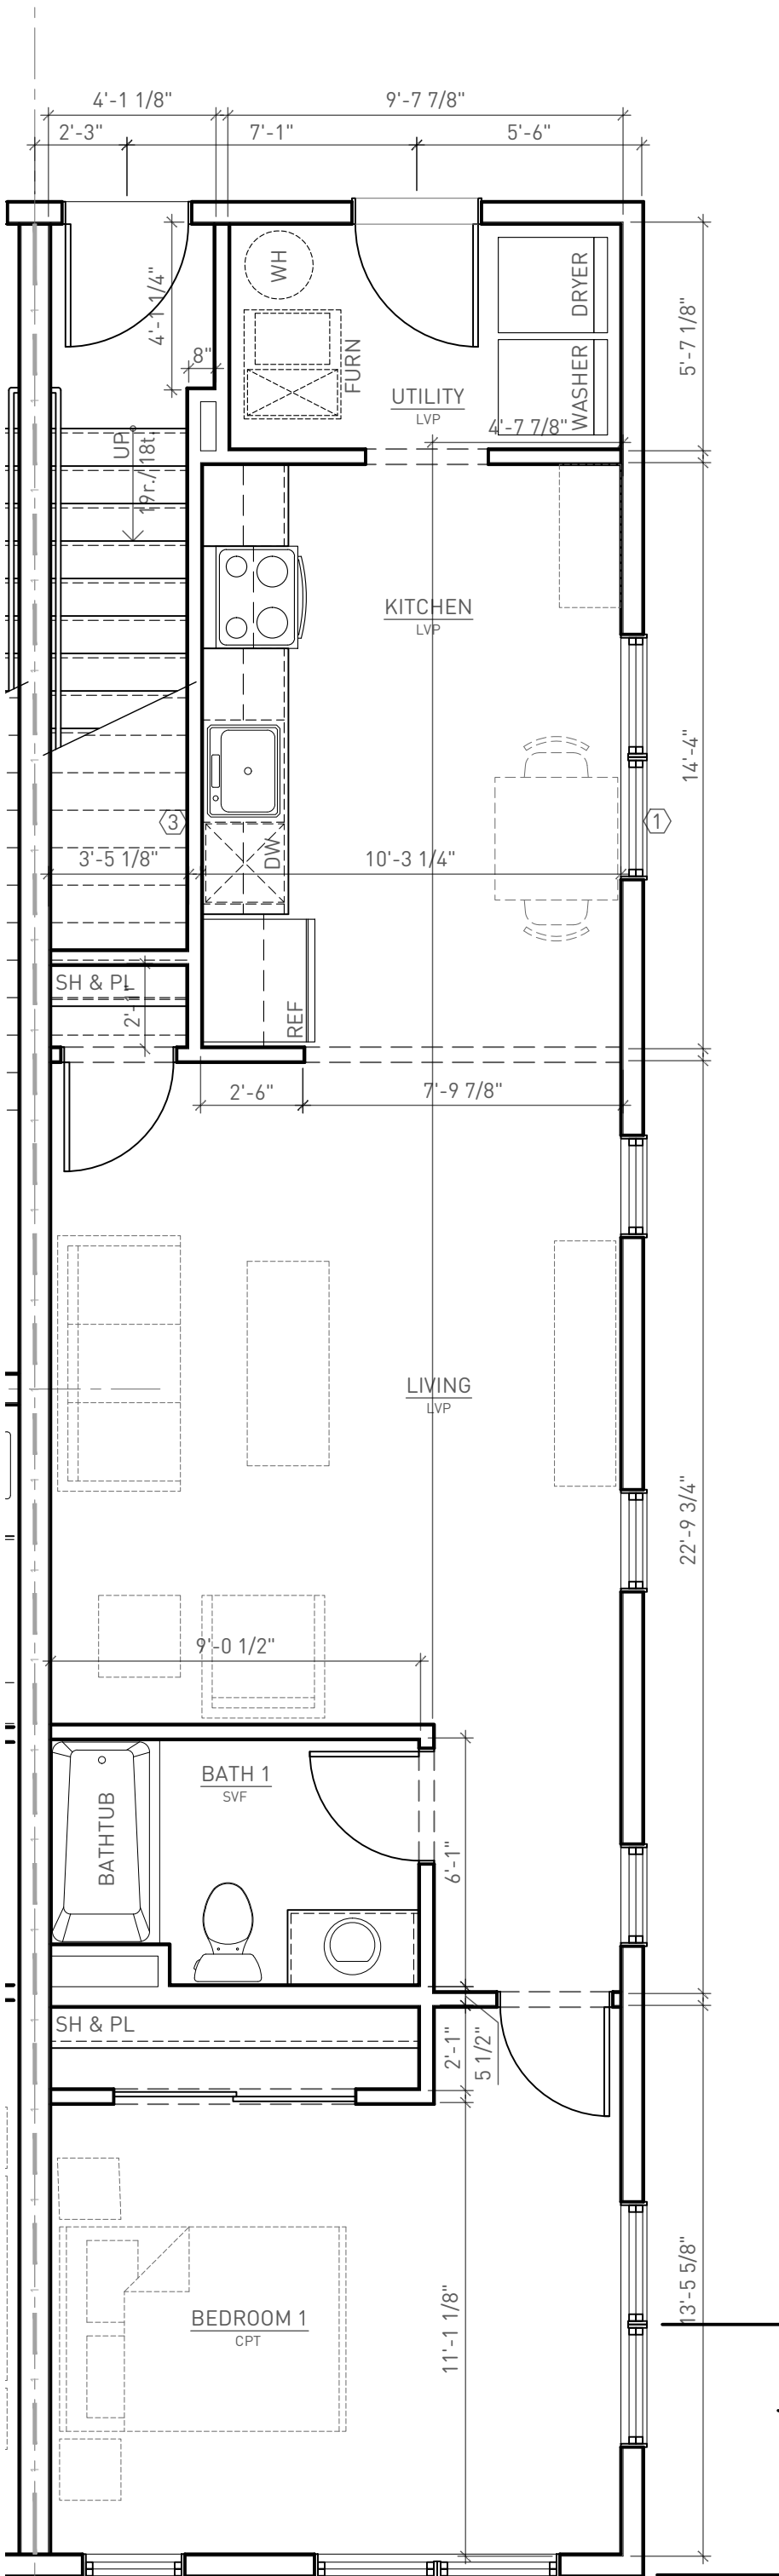 4'-1 1/8"
9'-7 7/8"
2'-3"
7'-1"
5'-6"
WH
DRYER
4'-1 1/4"
5'-7 1/8"
8"
FURN
WASHER
UTILITY
LVP
4'-7 7/8"
UP
19r./ 18t.
KITCHEN
LVP
14'-4"
3
1
3'-5 1/8"
DW
10'-3 1/4"
SH & PL
2'-1"
REF
2'-6"
7'-9 7/8"
LIVING
LVP
22'-9 3/4"
9'-0 1/2"
BATH 1
SVF
BATHTUB
6'-1"
SH & PL
2'-1"
5 1/2"
13'-5 5/8"
11'-1 1/8"
BEDROOM 1
CPT